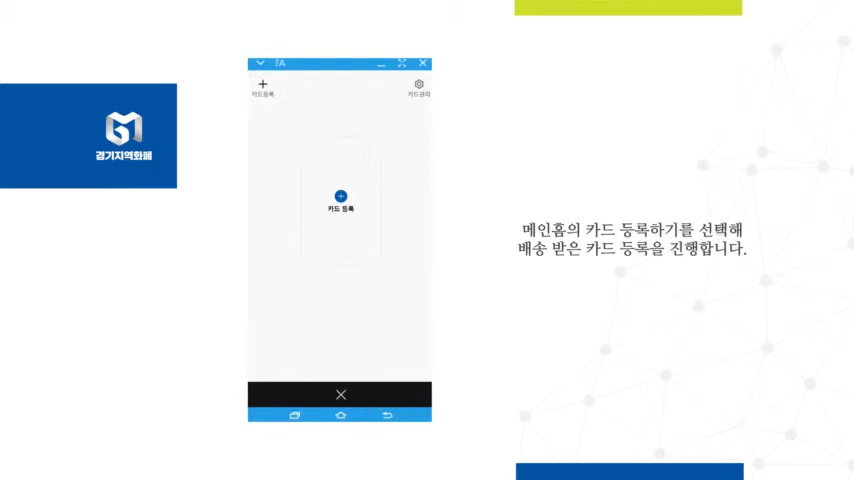 카드등록
카드관리
경기지역화폐
카드 등록
메인홈의 카드 등록하기를 선택해
배송 받은 카드 등록을 진행합니다.